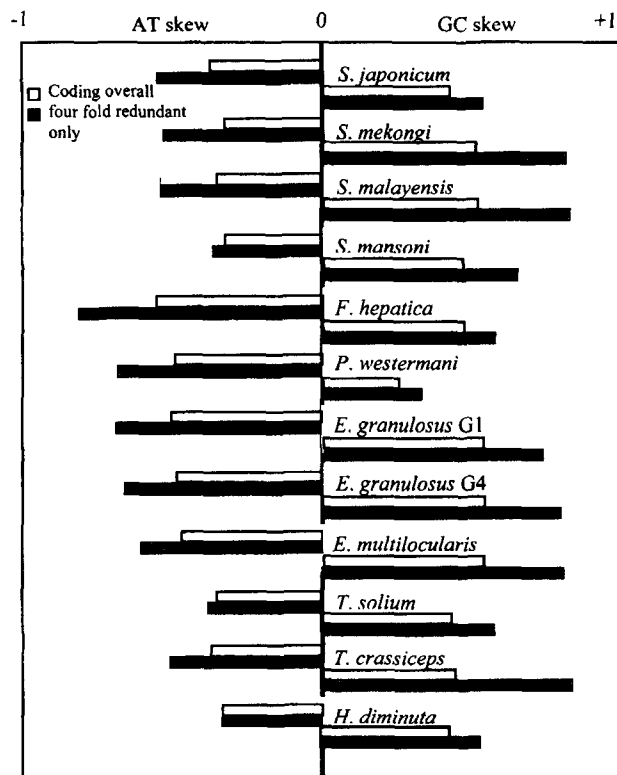 -1 0 +1
AT skew GC skew
Coding overall
four fold redundant
only
S. japonicum
S. mekongi
S. malayensis
S. mansoni
F. hepatica
P. westermani
E. granulosus G1
E. granulosus G4
E. multilocularis
T. solium
T. crassiceps
H. diminuta